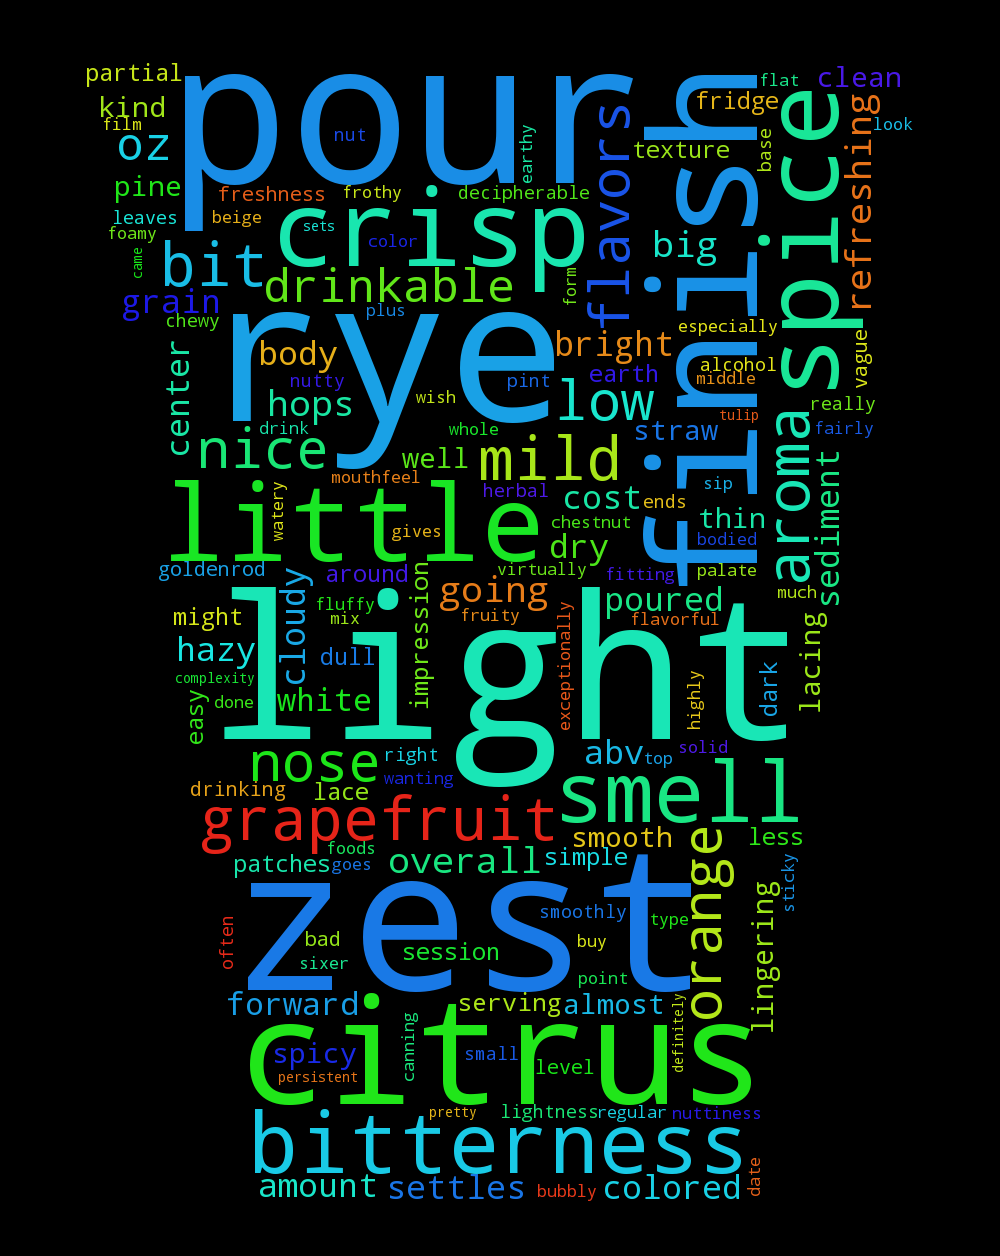 partial
pour
finish
flat
clean
kind
film
oz
nut
earthy
flavors
fridge
texture
base
spice
refreshing
look
pine
freshness
frothy
decipherable
leaves
beige
crisp
sets
foamy
came
color
bit
big
drinkable
form
grain
plus
chewy
rye
especially
bright
body
center
vague
alcohol
earth
middle
nutty
pint
wish
hops
low
really
tulip
aroma
drink
whole
straw
fairly
nice
well
mild
mouthfeel
sediment
watery
little
herbal
cost
ends
sip
thin
gives
chestnut
dry
bodied
goldenrod
around
virtually
fitting
palate
cloudy
impression
going
poured
much
fluffy
might
mix
fruity
flavorful
light
exceptionally
lacing
hazy
dull
complexity
dark
highly
easy
done
white
nose
right
abv
top
solid
wanting
smell
drinking
lace
grapefruit
smooth
less
orange
foods
patches
goes
overall
simple
sticky
zest
lingering
often
smoothly
type
bad
session
buy
sixer
point
forward
serving
almost
definitely
citrus
canning
spicy
small
level
persistent
pretty
lightness
regular
nuttiness
bitterness
amount
settles
bubbly
colored
date